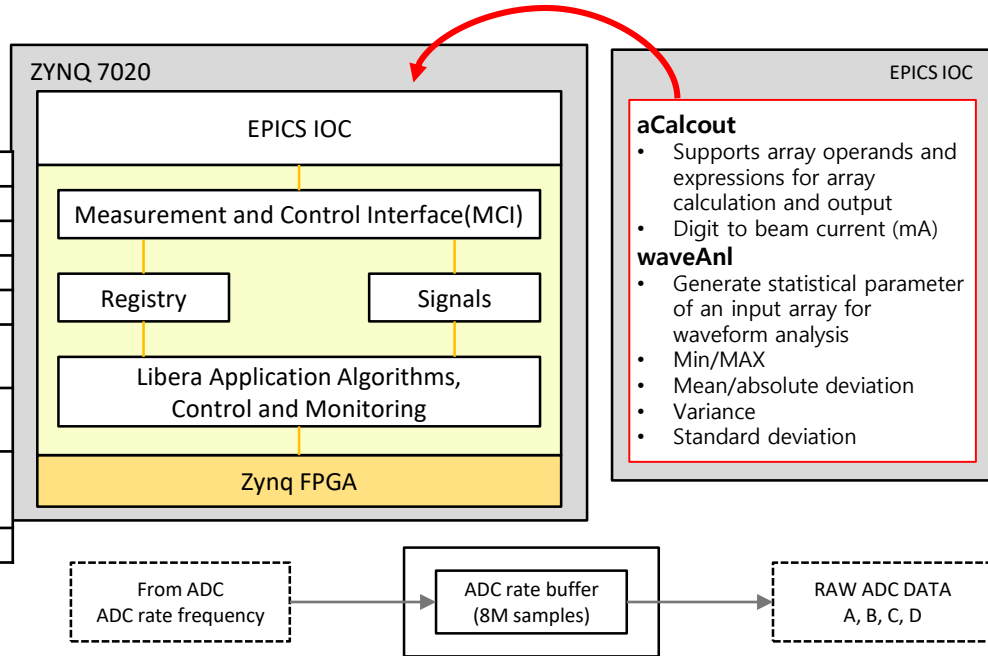 ZYNQ 7020
EPICS IOC
Measurement and Control Interface(MCI)
Registry
Signals
Libera Application Algorithms,
Control and Monitoring
Zynq FPGA
EPICS IOC
aCalcout
• Supports array operands and
expressions for array
calculation and output
• Digit to beam current (mA)
waveAnl
• Generate statistical parameter
of an input array for
waveform analysis
• Min/MAX
• Mean/absolute deviation
• Variance
• Standard deviation
From ADC
ADC rate frequency
ADC rate buffer
(8M samples)
RAW ADC DATA
A, B, C, D